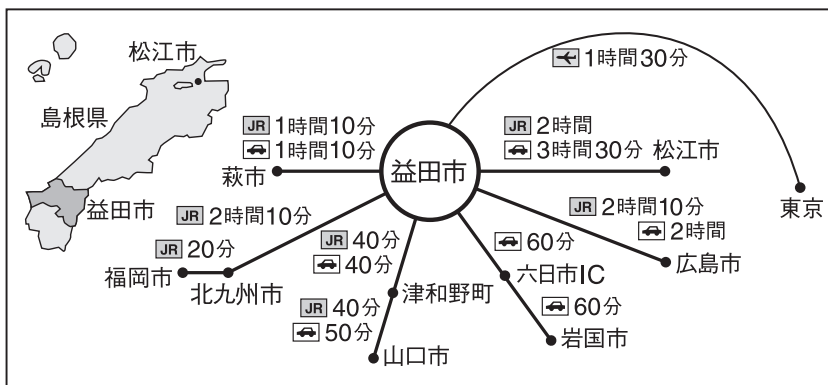 松江市
島根県
益田市
益田市
✈ 1時間30分
東京
JR 1時間10分
1時間10分
萩市
JR 2時間
3時間30分
松江市
JR 2時間10分
JR 20分
福岡市
北九州市
JR 40分
40分
津和野町
JR 40分
50分
山口市
60分
六日市IC
60分
岩国市
JR 2時間10分
2時間
広島市